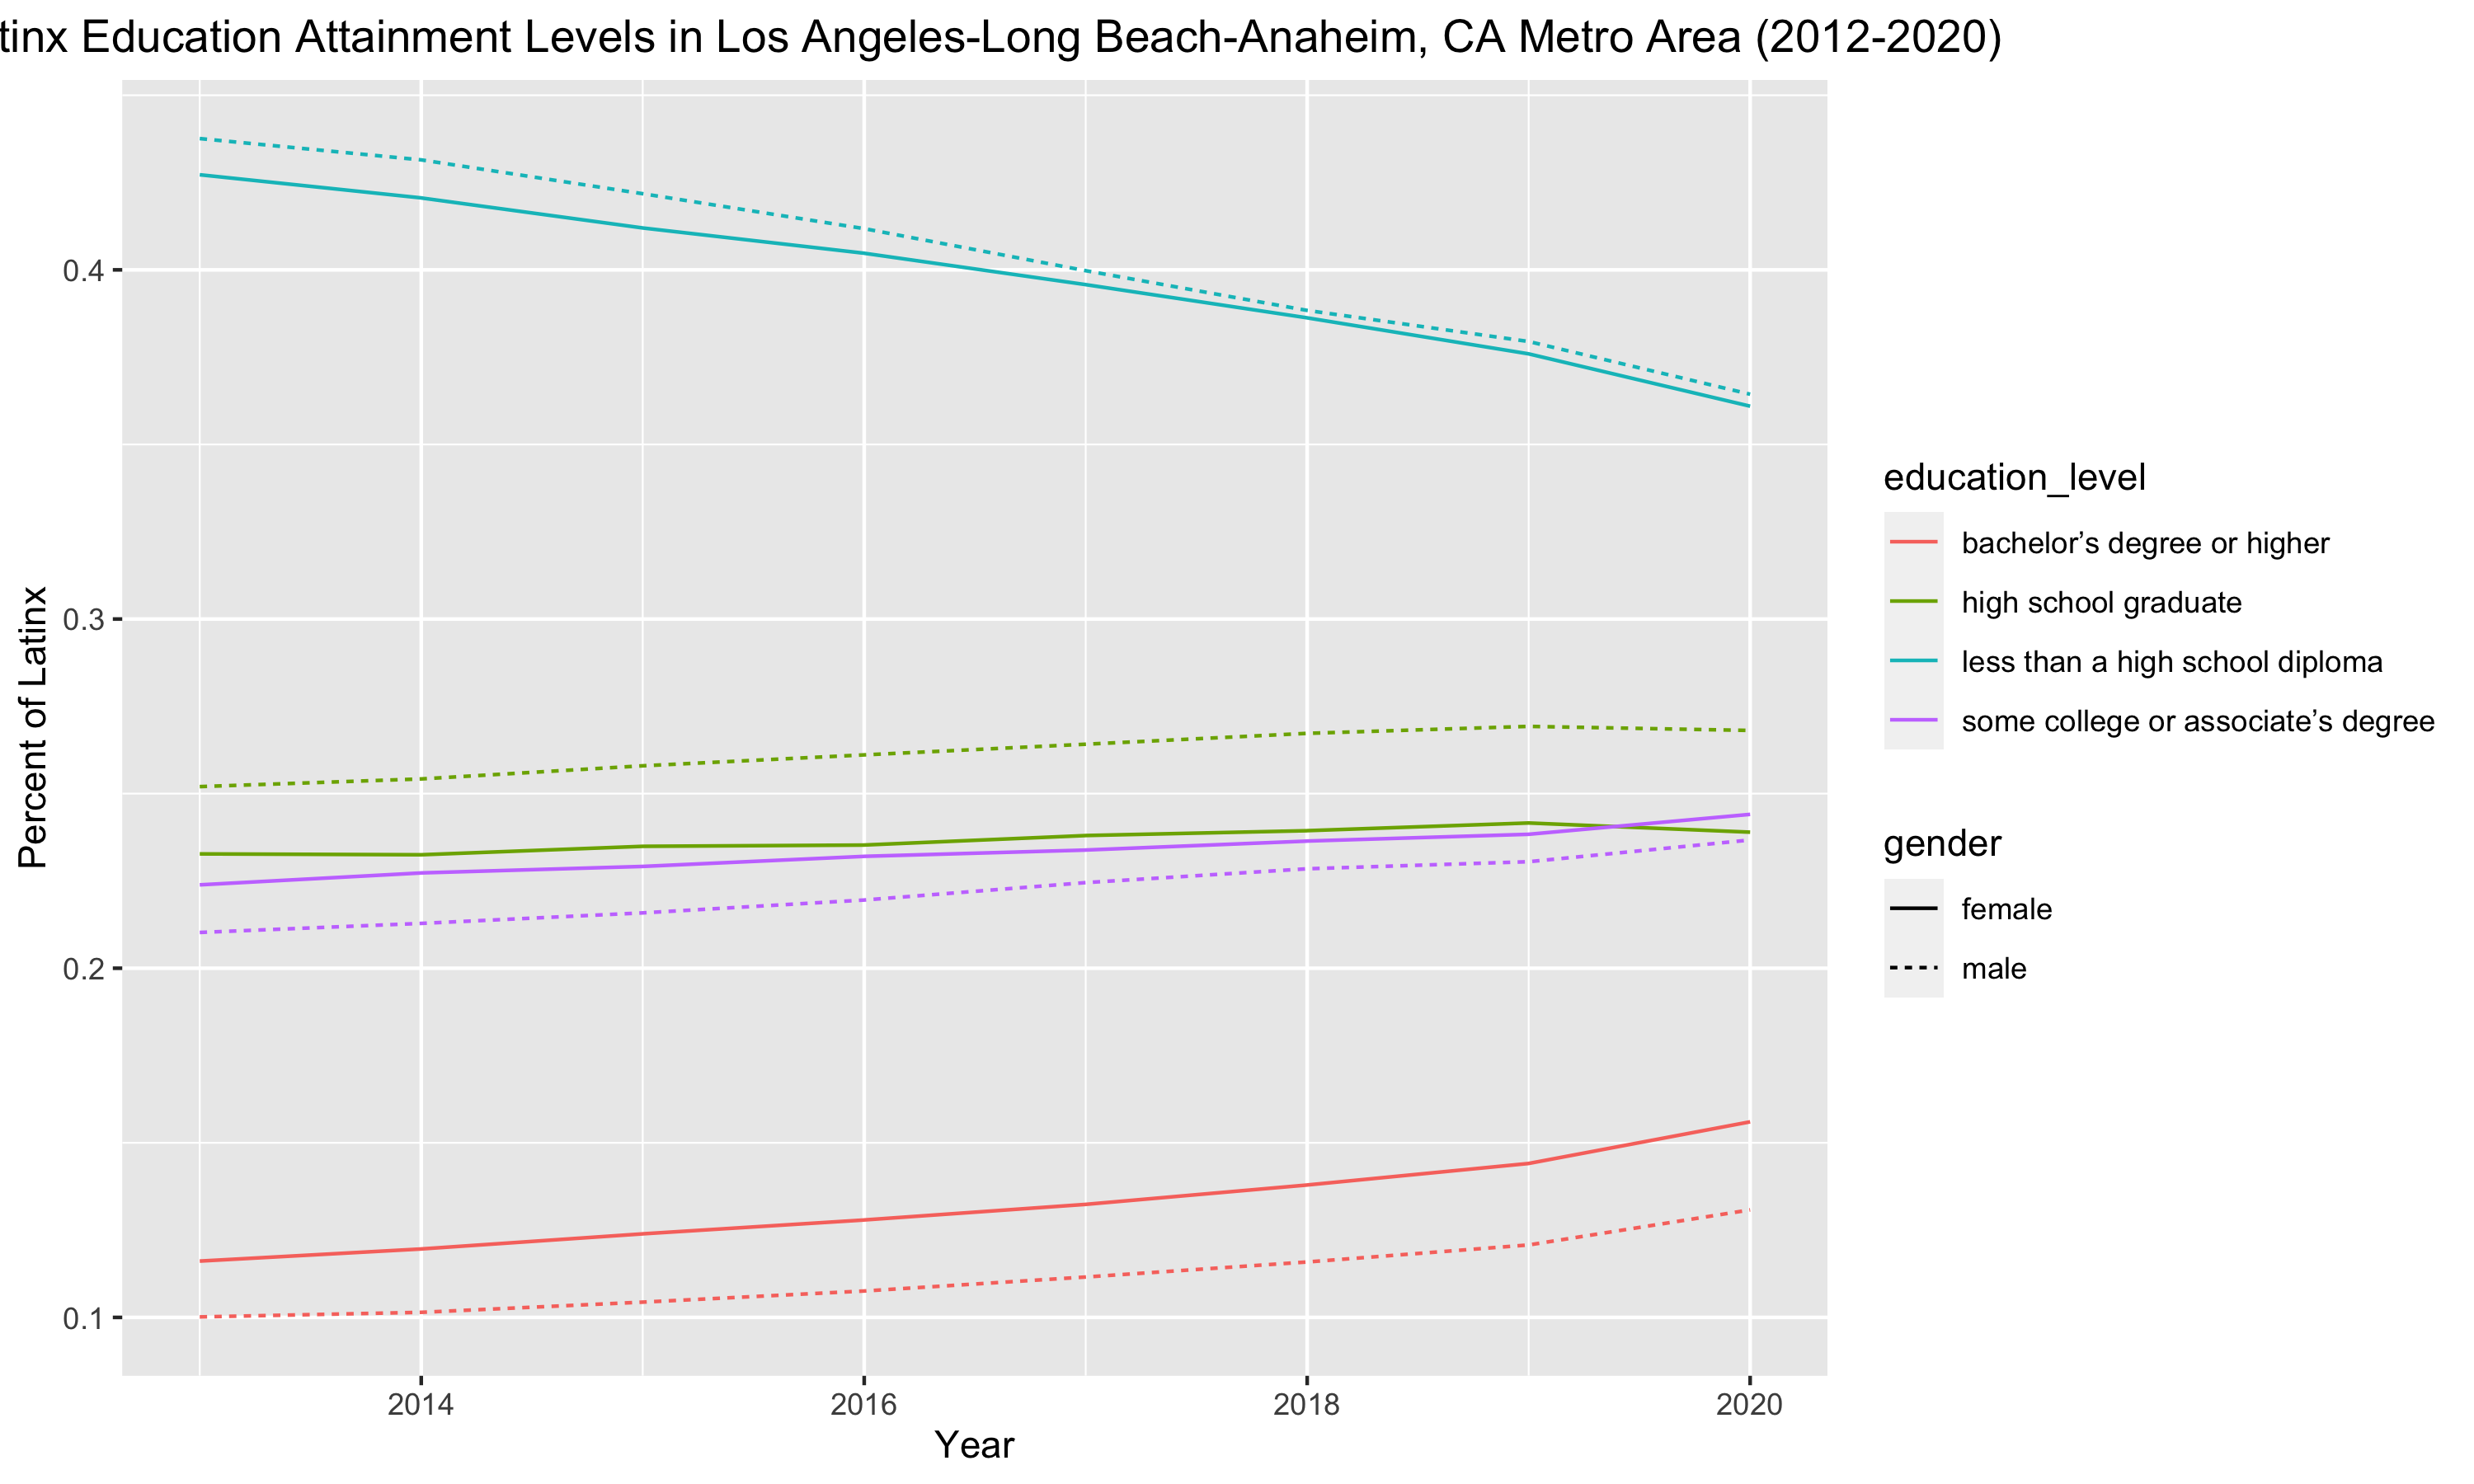 tinx Education Attainment Levels in Los Angeles-Long Beach-Anaheim, CA Metro Area (2012-2020)
Percent of Latinx
0.4
0.3
0.2
0.1
2014
2016
2018
2020
Year
education_level
bachelor’s degree or higher
high school graduate
less than a high school diploma
some college or associate’s degree
gender
female
male